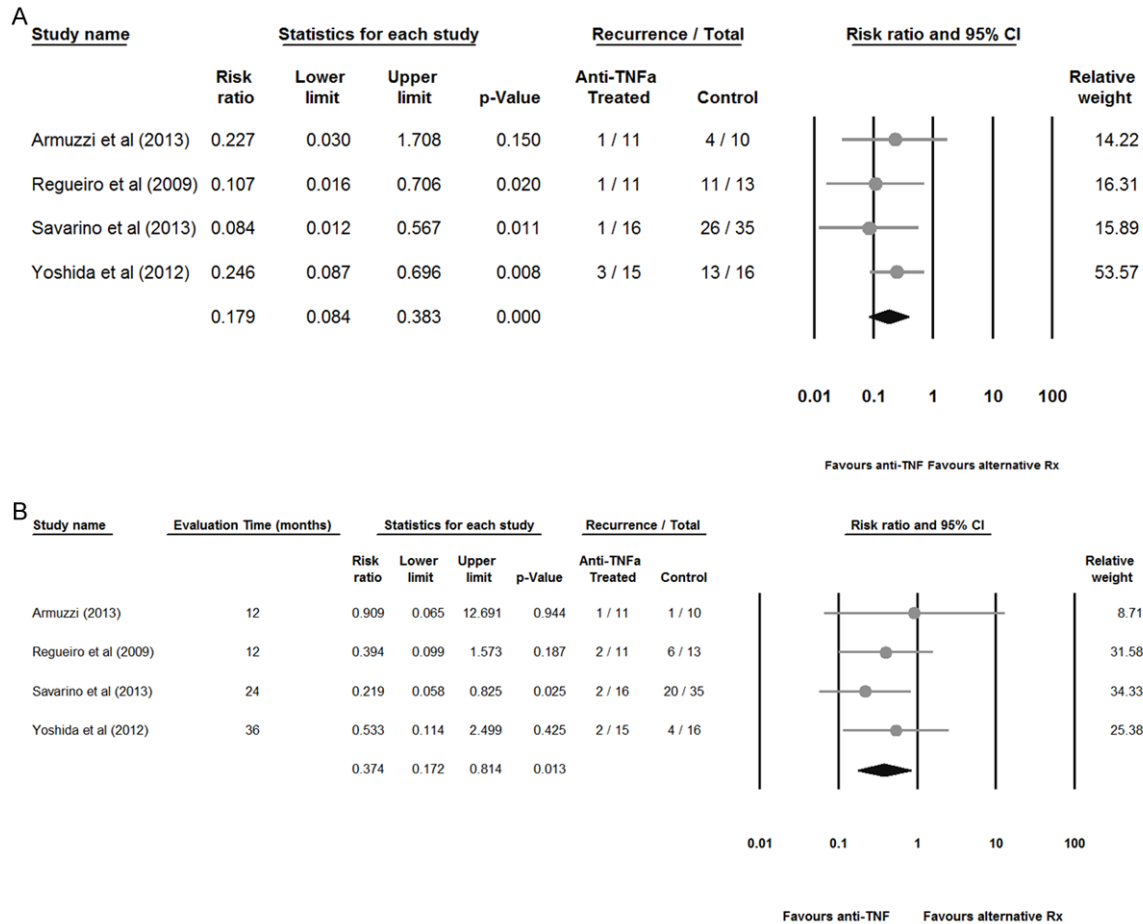 A
Study name Statistics for each study Recurrence / Total Risk ratio and 95% CI
Risk ratio Lower limit Upper limit p-Value Anti-TNFa Treated Control Relative weight
Armuzzi et al (2013) 0.227 0.030 1.708 0.150 1 / 11 4 / 10 14.22
Regueiro et al (2009) 0.107 0.016 0.706 0.020 1 / 11 11 / 13 16.31
Savarino et al (2013) 0.084 0.012 0.567 0.011 1 / 16 26 / 35 15.89
Yoshida et al (2012) 0.246 0.087 0.696 0.008 3 / 15 13 / 16 53.57
0.179 0.084 0.383 0.000
0.01 0.1 1 10 100
Favours anti-TNF Favours alternative Rx
B
Study name Evaluation Time (months) Statistics for each study Recurrence / Total Risk ratio and 95% CI
Risk ratio Lower limit Upper limit p-Value Anti-TNFa Treated Control Relative weight
Armuzzi (2013) 12 0.909 0.065 12.691 0.944 1 / 11 1 / 10 8.71
Regueiro et al (2009) 12 0.394 0.099 1.573 0.187 2 / 11 6 / 13 31.58
Savarino et al (2013) 24 0.219 0.058 0.825 0.025 2 / 16 20 / 35 34.33
Yoshida et al (2012) 36 0.533 0.114 2.499 0.425 2 / 15 4 / 16 25.38
0.374 0.172 0.814 0.013
0.01 0.1 1 10 100
Favours anti-TNF Favours alternative Rx